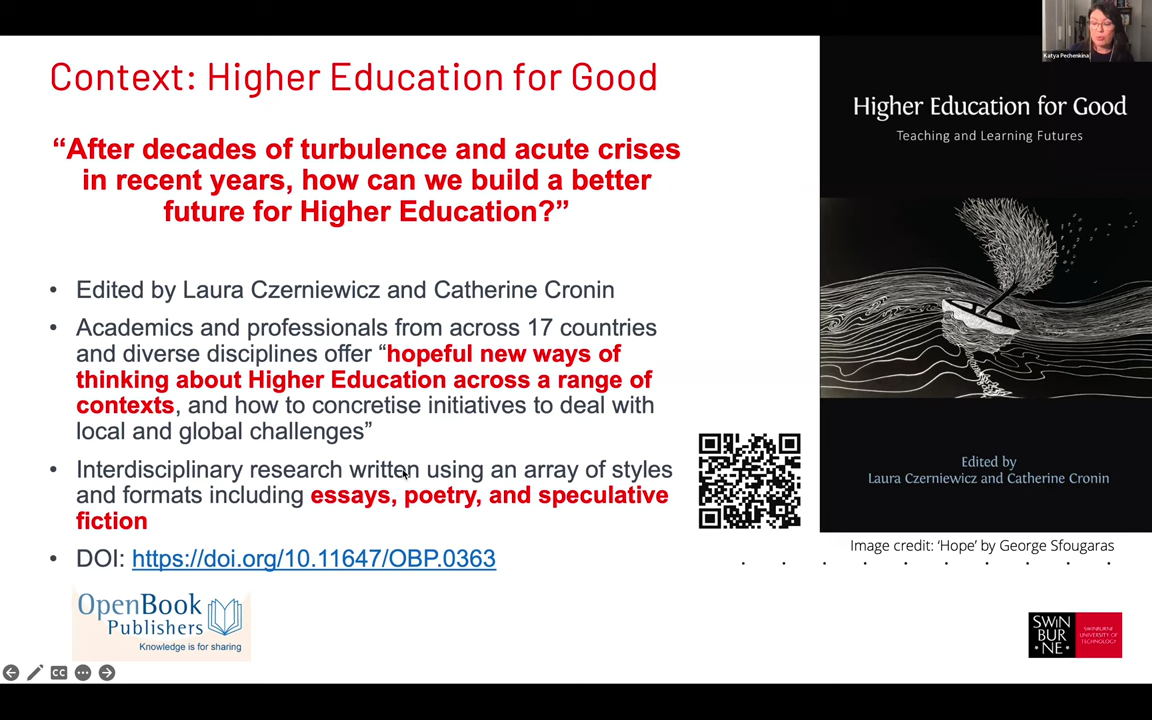 Katya Pechenkina
Context: Higher Education for Good
“After decades of turbulence and acute crises
in recent years, how can we build a better
future for Higher Education?”
• Edited by Laura Czerniewicz and Catherine Cronin
• Academics and professionals from across 17 countries
and diverse disciplines offer “hopeful new ways of
thinking about Higher Education across a range of
contexts, and how to concretise initiatives to deal with
local and global challenges”
• Interdisciplinary research written using an array of styles
and formats including essays, poetry, and speculative
fiction
• DOI: https://doi.org/10.11647/OBP.0363
OpenBook
Publishers
Knowledge is for sharing
Higher Education for Good
Teaching and Learning Futures
Edited by
Laura Czerniewicz and Catherine Cronin
Image credit: ‘Hope’ by George Sfougaras
SWIN
BUR
NE
SWINBURNE
UNIVERSITY OF
TECHNOLOGY
CC